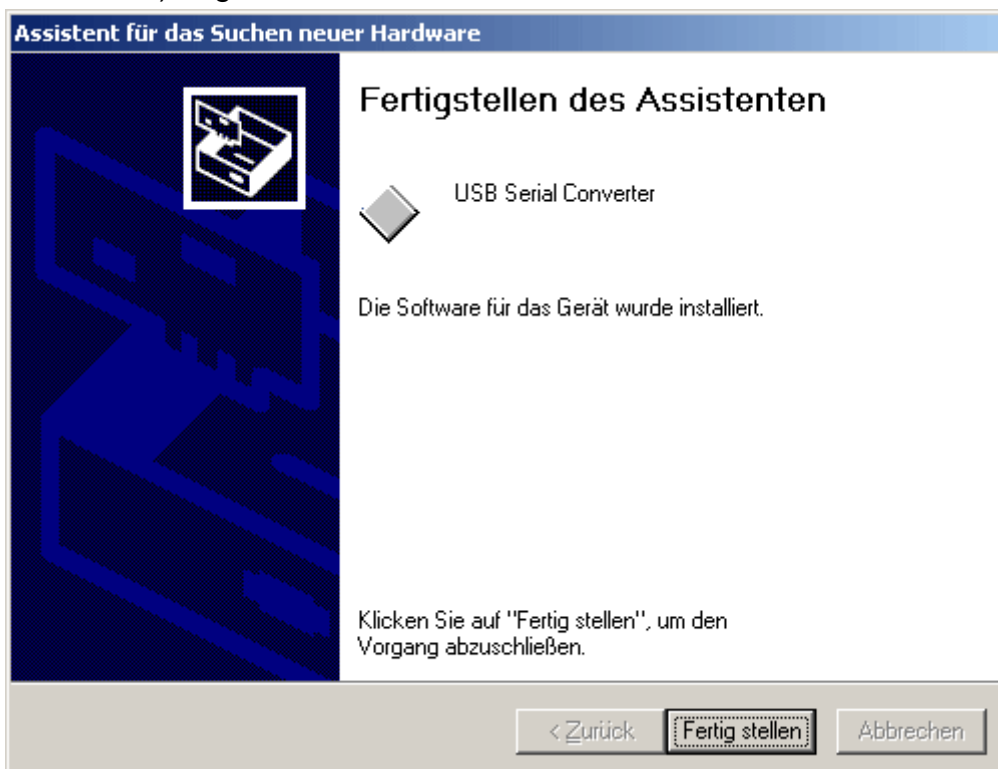 Assistent für das Suchen neuer Hardware
Fertigstellen des Assistenten
USB Serial Converter
Die Software für das Gerät wurde installiert.
Klicken Sie auf "Fertig stellen", um den
Vorgang abzuschließen.
< Zurück
Fertig stellen
Abbrechen